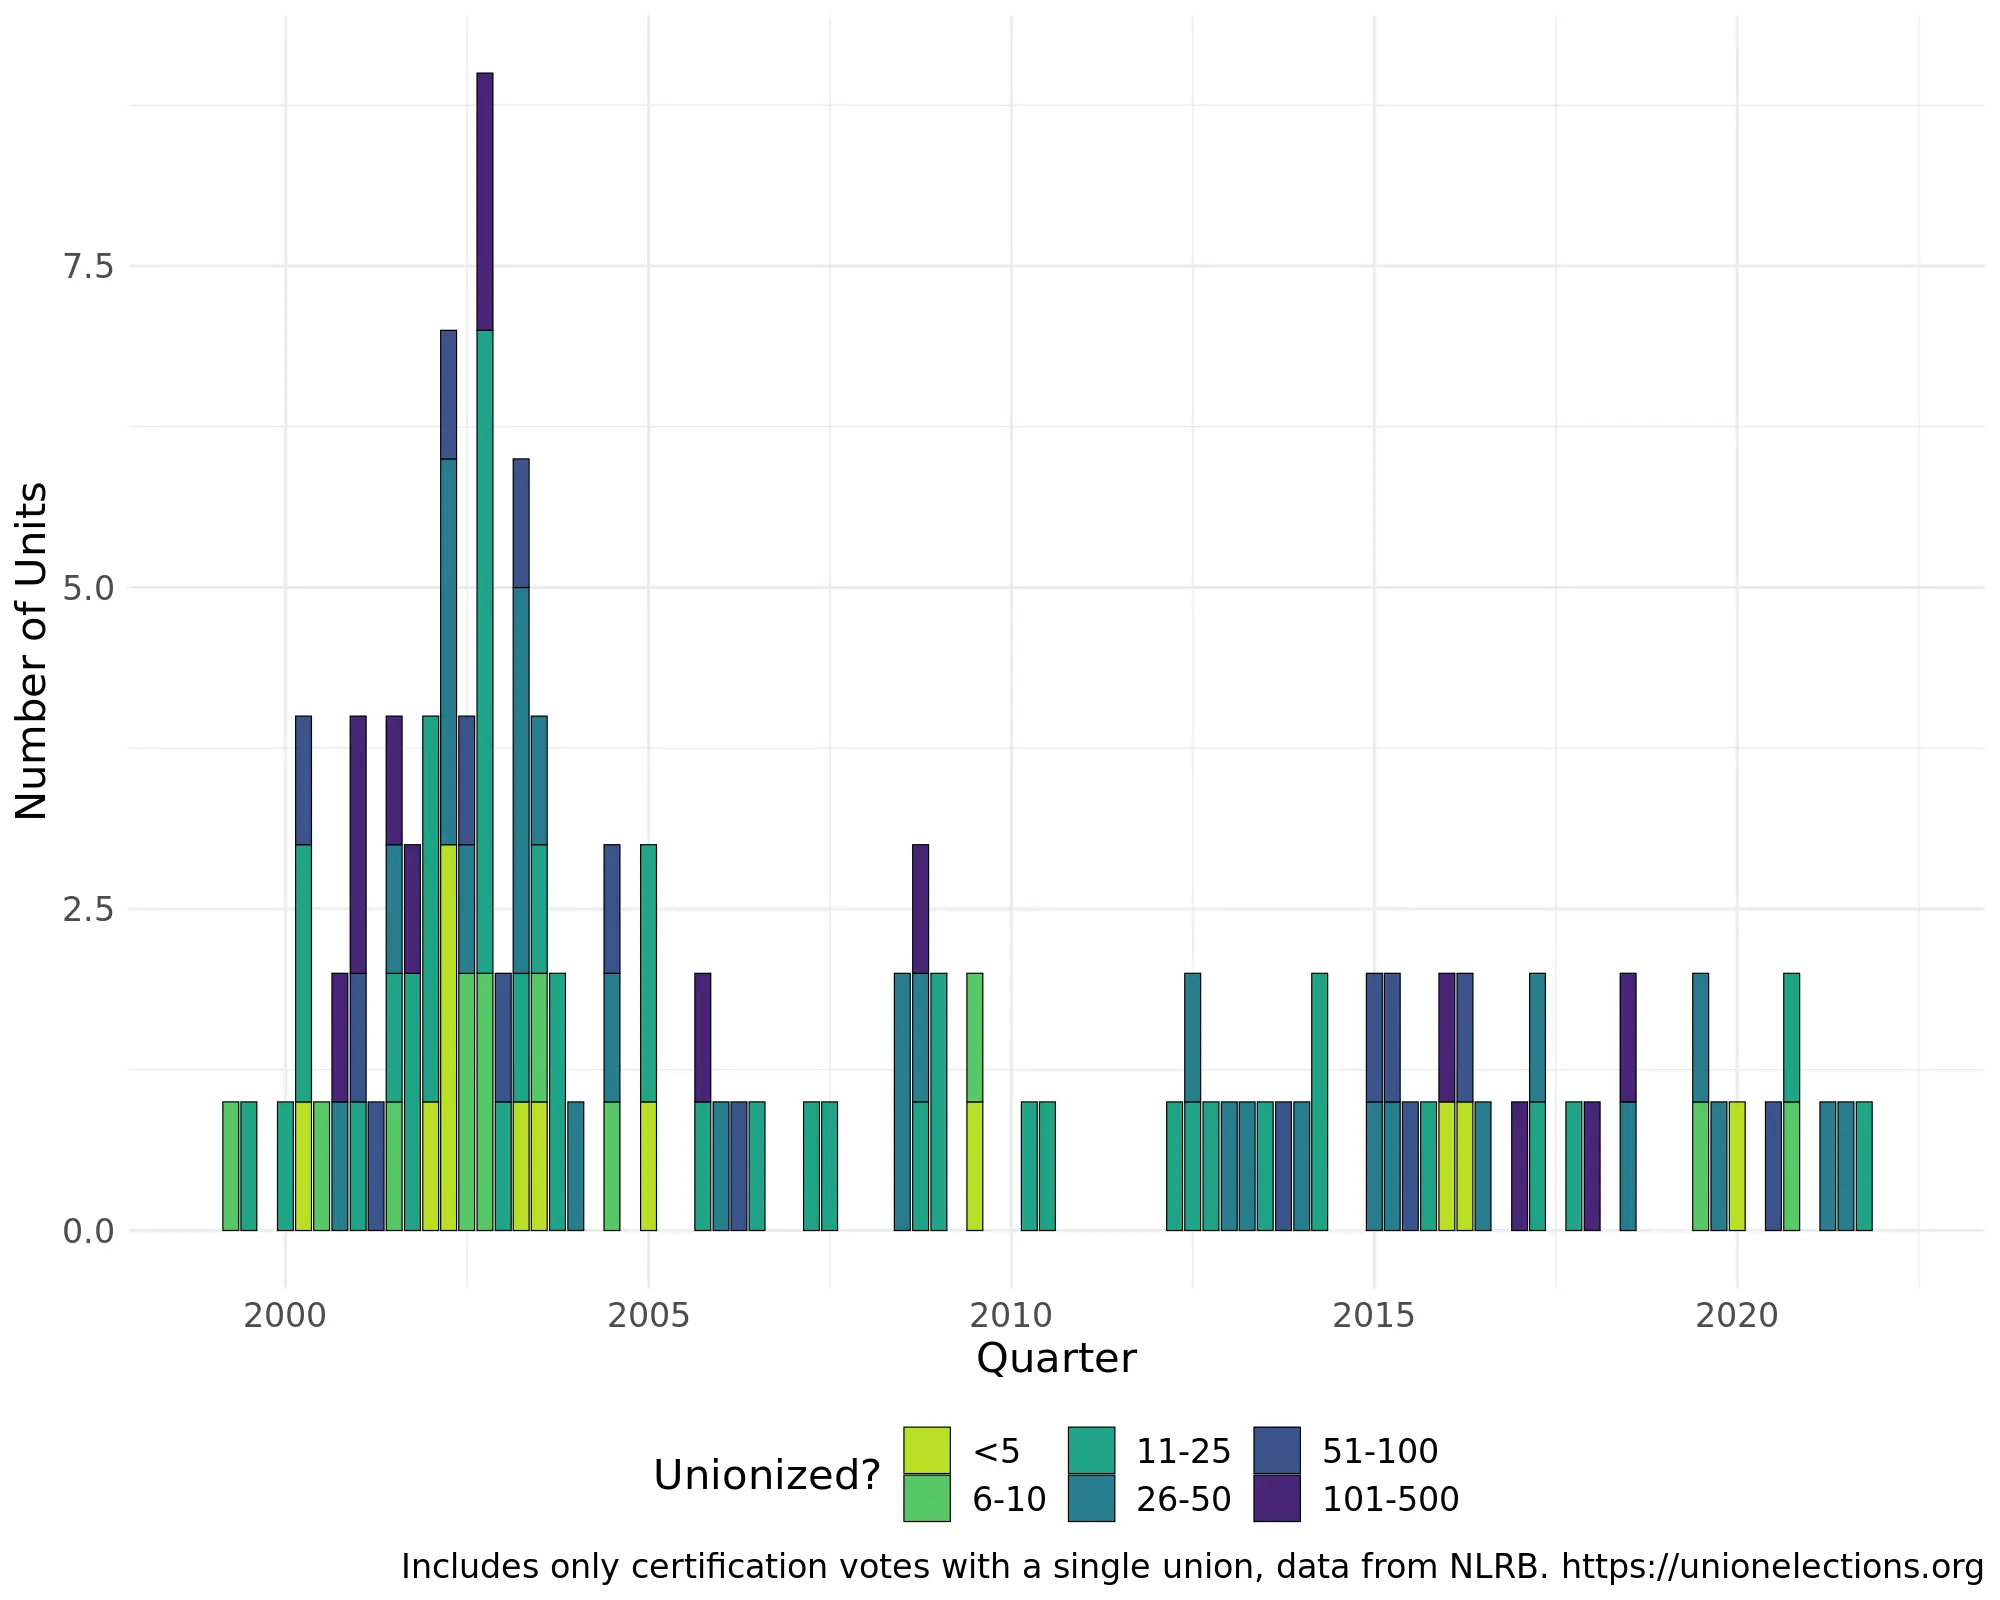 7.5
5.0
2.5
0.0
Number of Units
2000 2005 2010 2015 2020
Quarter
Unionized?
<5 11-25 51-100
6-10 26-50 101-500
Includes only certification votes with a single union, data from NLRB. https://unionelections.org